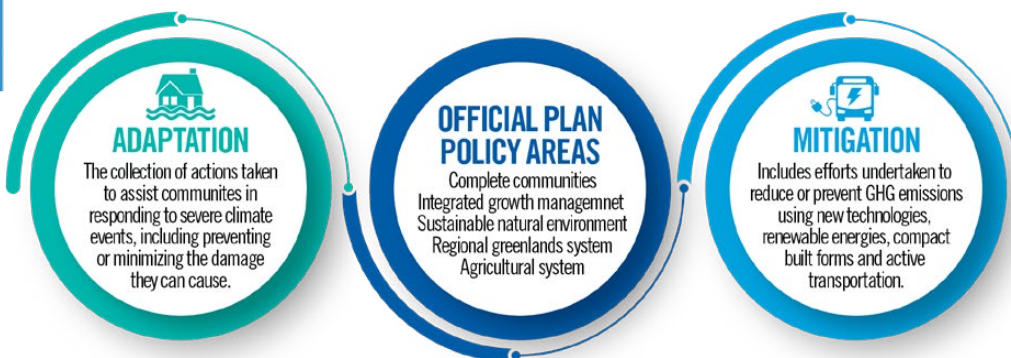 ADAPTATION
The collection of actions taken
to assist communites in
responding to severe climate
events, including preventing
or minimizing the damage
they can cause.
OFFICIAL PLAN
POLICY AREAS
Complete communities
Integrated growth managemnet
Sustainable natural environment
Regional greenlands system
Agricultural system
MITIGATION
Includes efforts undertaken to
reduce or prevent GHG emissions
using new technologies,
renewable energies, compact
built forms and active
transportation.